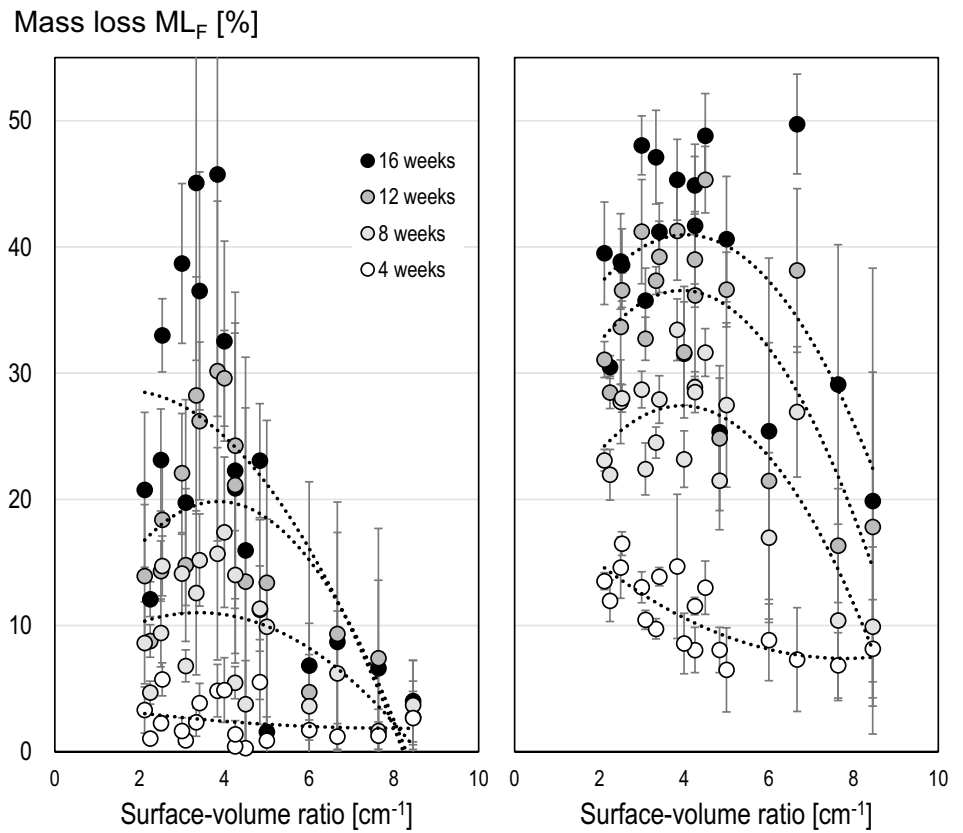 Mass loss ML_F [%]
50
40
30
20
10
0
16 weeks
12 weeks
8 weeks
4 weeks
0 2 4 6 8 10
0 2 4 6 8 10
Surface-volume ratio [cm⁻¹]
Surface-volume ratio [cm⁻¹]